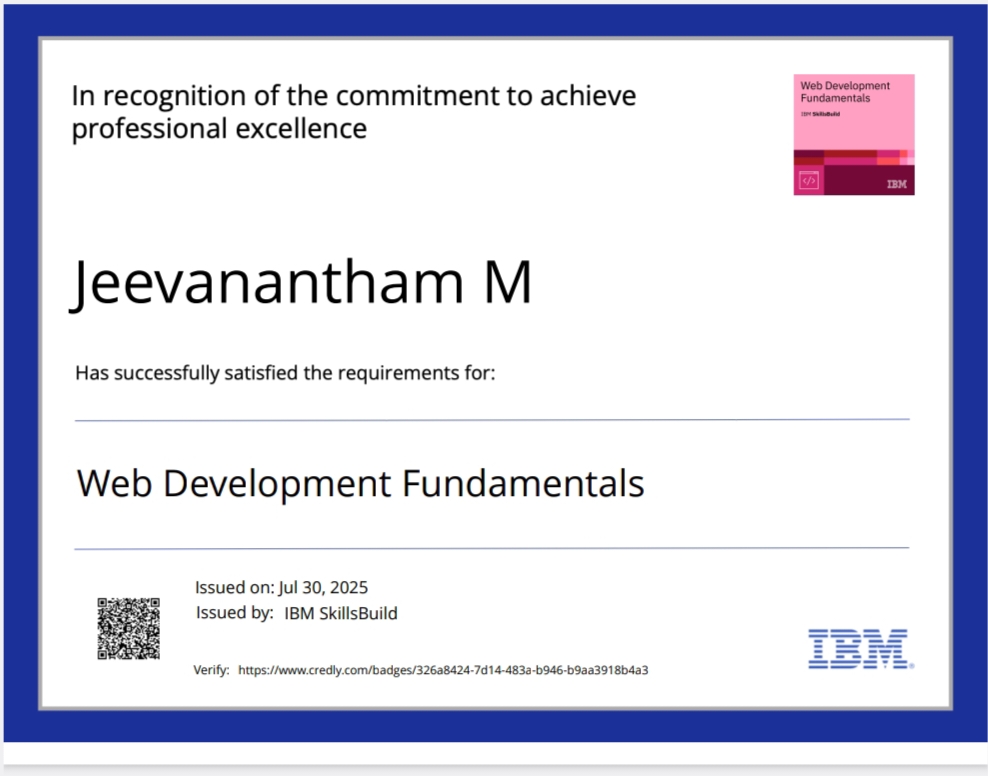 In recognition of the commitment to achieve
professional excellence
Web Development
Fundamentals
IBM SkillsBuild
</>
IBM
Jeevanantham M
Has successfully satisfied the requirements for:
Web Development Fundamentals
Issued on: Jul 30, 2025
Issued by: IBM SkillsBuild
Verify: https://www.credly.com/badges/326a8424-7d14-483a-b946-b9aa3918b4a3
IBM®